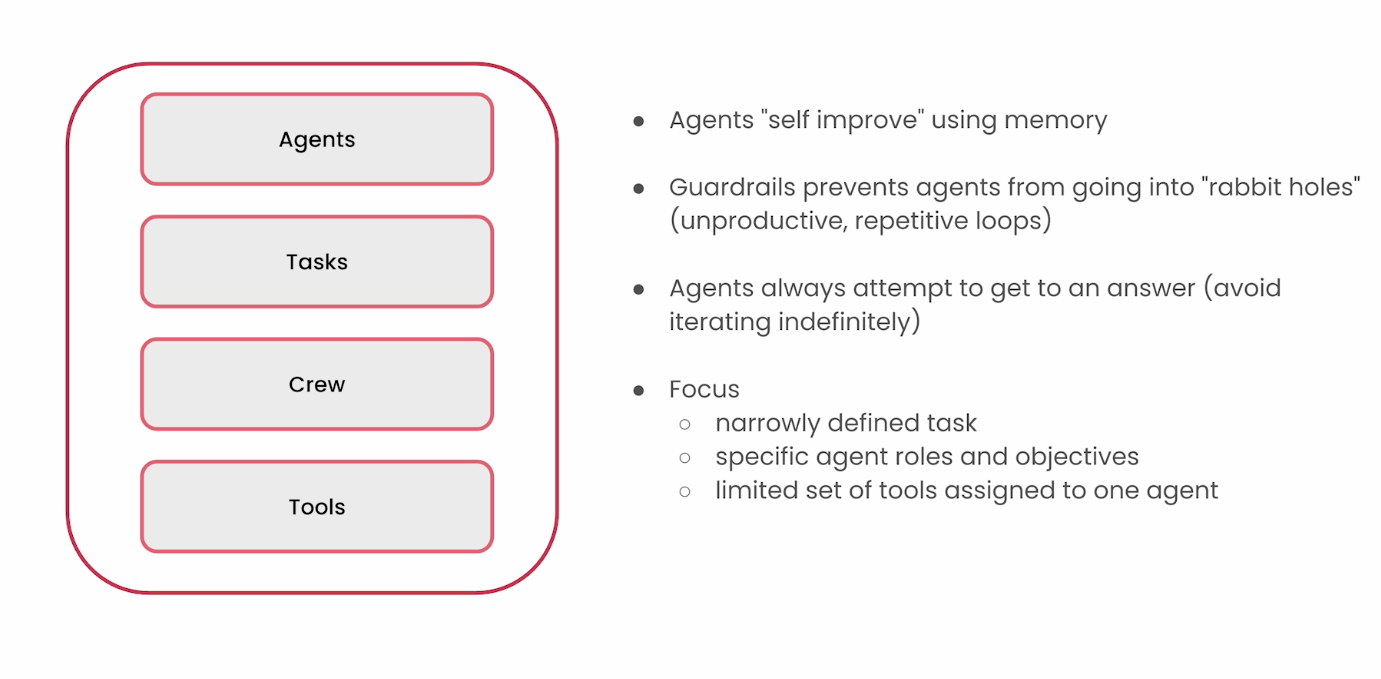 Agents
Tasks
Crew
Tools
● Agents "self improve" using memory
● Guardrails prevents agents from going into "rabbit holes"
(unproductive, repetitive loops)
● Agents always attempt to get to an answer (avoid
iterating indefinitely)
● Focus
○ narrowly defined task
○ specific agent roles and objectives
○ limited set of tools assigned to one agent